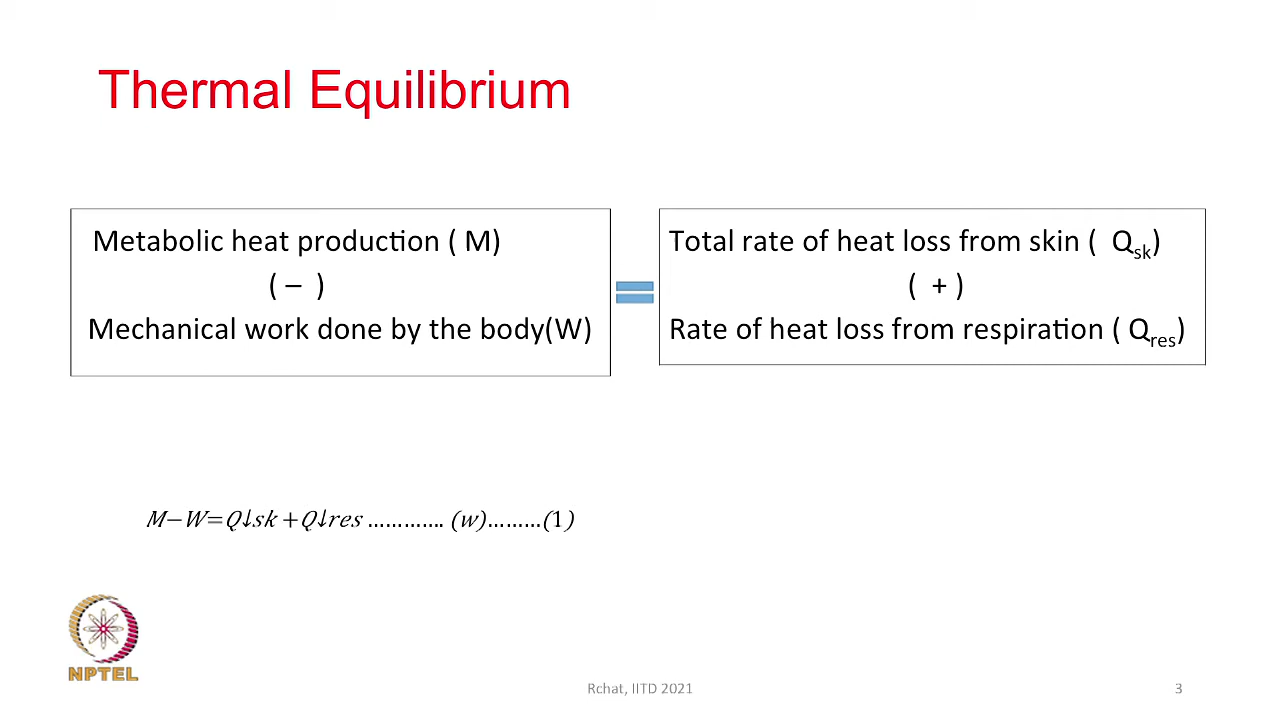 Thermal Equilibrium
Metabolic heat production ( M)
( – )
Mechanical work done by the body(W)
=
Total rate of heat loss from skin ( Qsk)
( + )
Rate of heat loss from respiration ( Qres)
M−W=Q↓sk +Q↓res …………. (w)………(1)
NPTEL
Rchat, IITD 2021
3